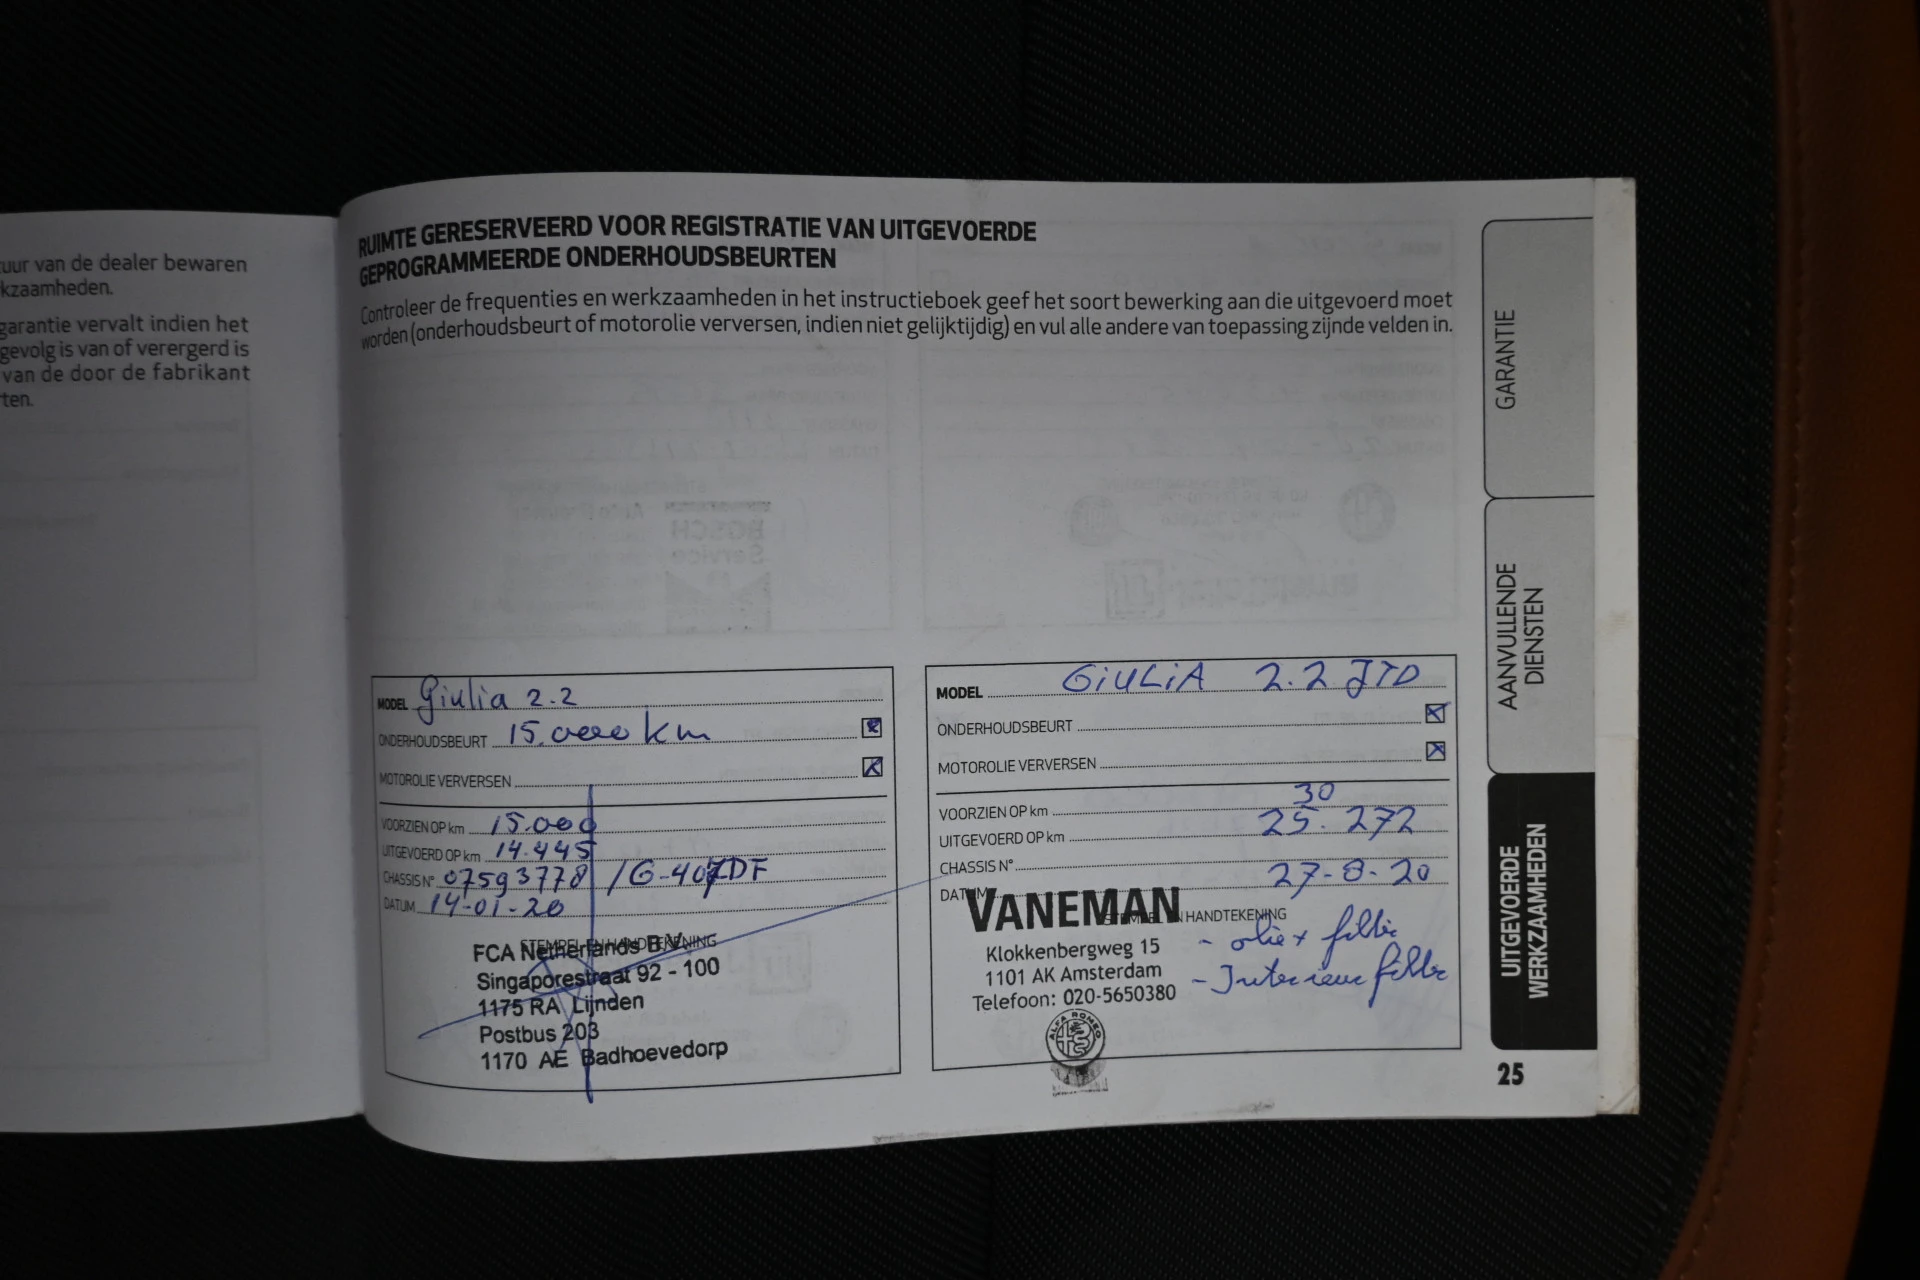 uur van de dealer bewaren
kzaamheden.
garantie vervalt indien het
gevolg is van of verergerd is
van de door de fabrikant
ten.
RUIMTE GERESERVEERD VOOR REGISTRATIE VAN UITGEVOERDE
GEPROGRAMMEERDE ONDERHOUDSBEURTEN
Controleer de frequenties en werkzaamheden in het instructieboek geef het soort bewerking aan die uitgevoerd moet
worden (onderhoudsbeurt of motorolie verversen, indien niet gelijktijdig) en vul alle andere van toepassing zijnde velden in.
MODEL Giulia 2.2
ONDERHOUDSBEURT 15.000 km
MOTOROLIE VERVERSEN
VOORZIEN OP km 15.000
UITGEVOERD OP km 14.445
CHASSIS N° 07593778 / G-407DF
DATUM 14-01-20
STEMPEL EN HANDTEKENING
FCA Netherlands B.V.
Singaporestraat 92 - 100
1175 RA Lijnden
Postbus 203
1170 AE Badhoevedorp
MODEL GIULIA 2.2 JTD
ONDERHOUDSBEURT
MOTOROLIE VERVERSEN
VOORZIEN OP km 30
UITGEVOERD OP km 25.272
CHASSIS N°
DATUM 27-8-20
STEMPEL EN HANDTEKENING
VANEMAN
Klokkenbergweg 15
1101 AK Amsterdam
Telefoon: 020-5650380
ALFA ROMEO
- olie + filter
- Interieurfilter
GARANTIE
AANVULLENDE
DIENSTEN
UITGEVOERDE
WERKZAAMHEDEN
25